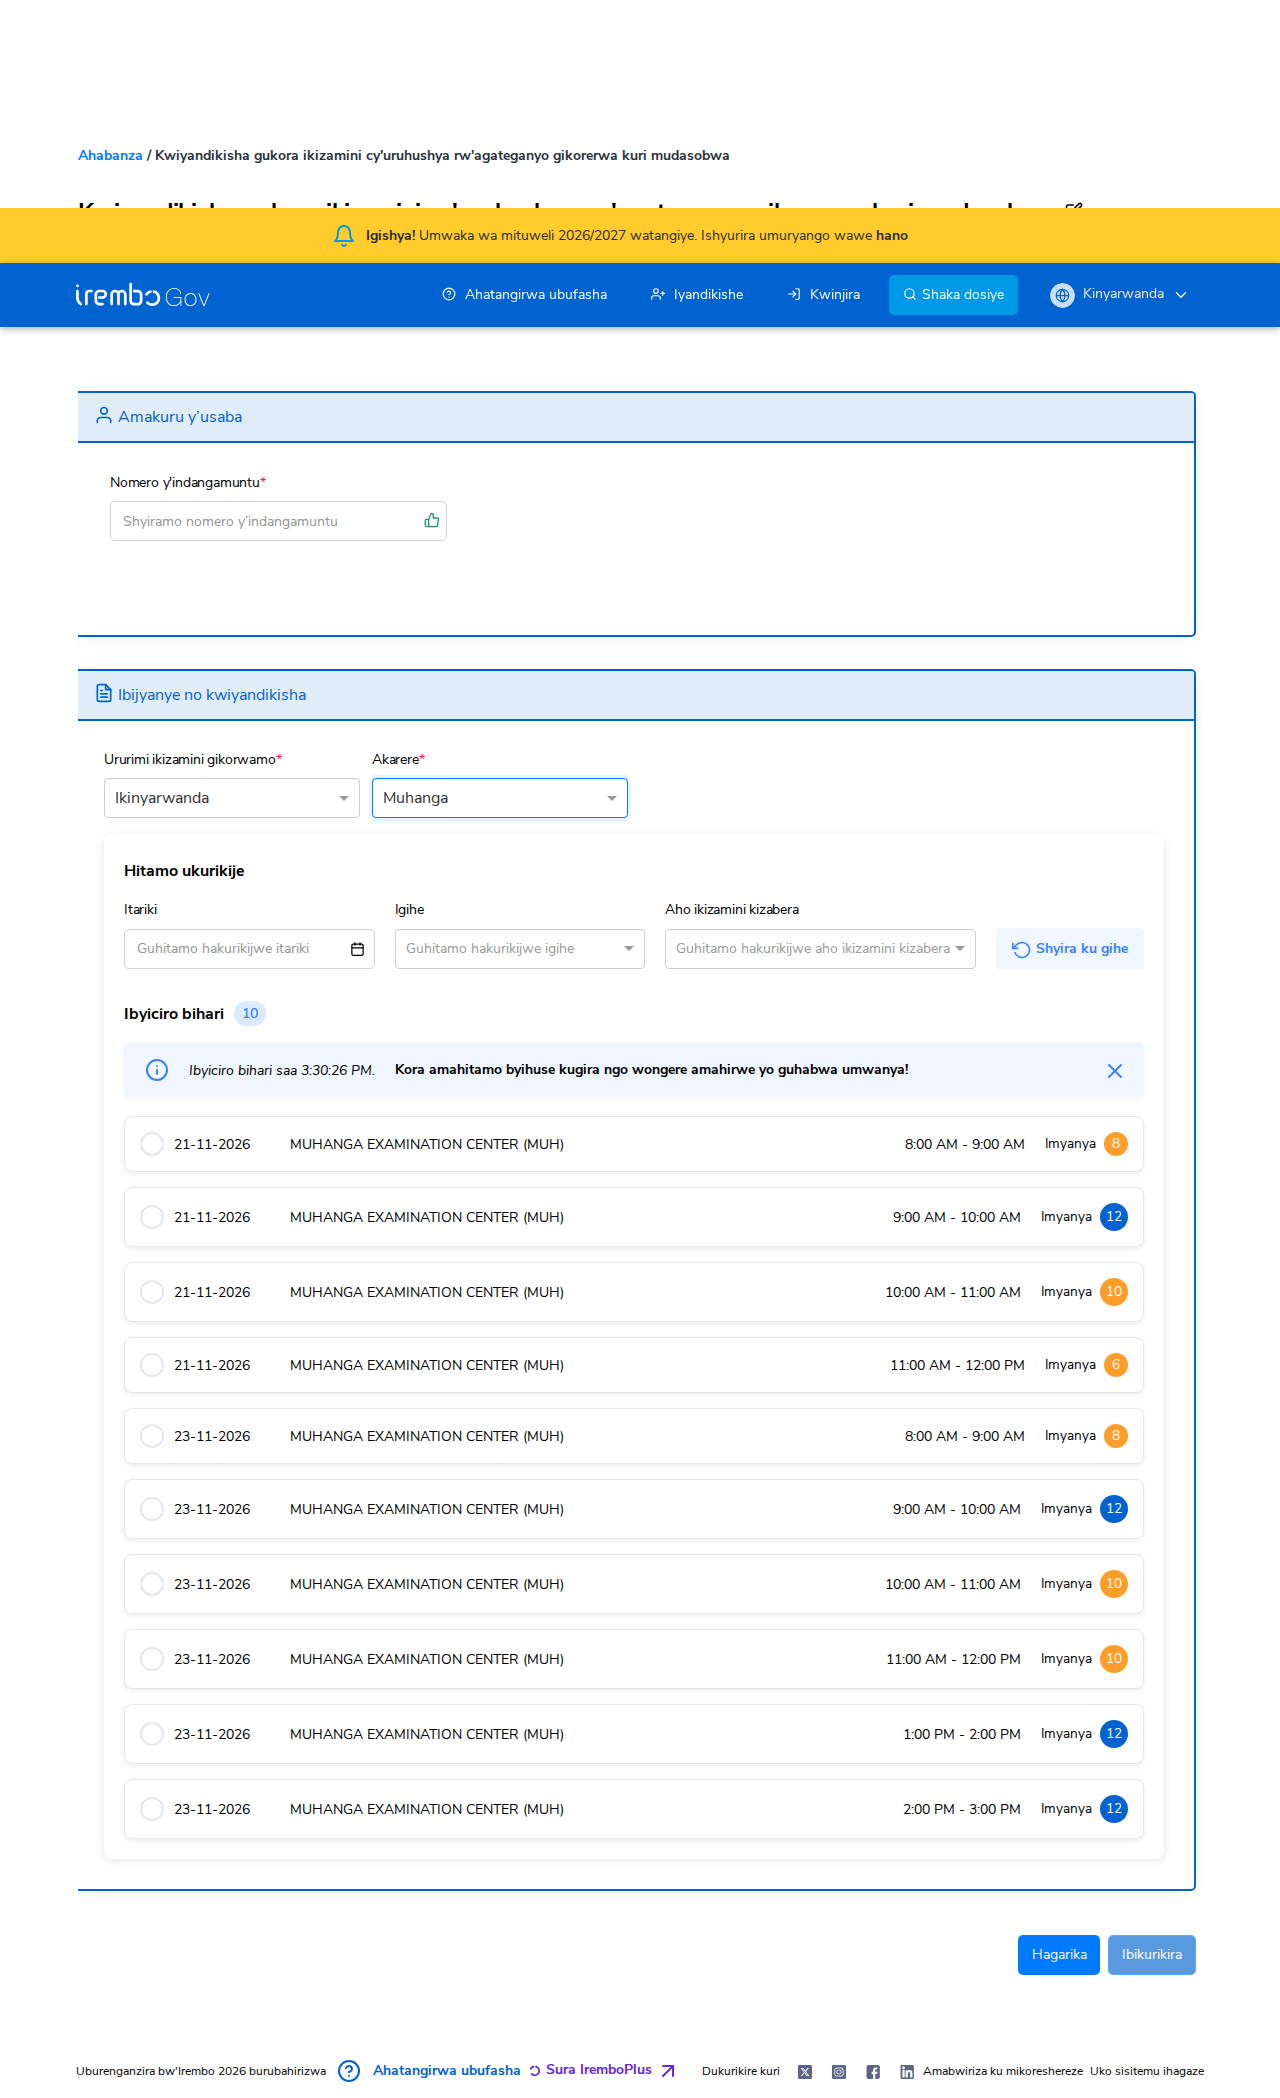 Ahabanza / Kwiyandikisha gukora ikizamini cy'uruhushya rw'agateganyo gikorerwa kuri mudasobwa
Igishya! Umwaka wa mituweli 2026/2027 watangiye. Ishyurira umuryango wawe hano
irembo Gov
Ahatangirwa ubufasha
Iyandikishe
Kwinjira
Shaka dosiye
Kinyarwanda
Amakuru y'usaba
Nomero y'indangamuntu*
Shyiramo nomero y'indangamuntu
Ibijyanye no kwiyandikisha
Ururimi ikizamini gikorwamo* Akarere*
Ikinyarwanda Muhanga
Hitamo ukurikije
Itariki Igihe Aho ikizamini kizabera
Guhitamo hakurikijwe itariki Guhitamo hakurikijwe igihe Guhitamo hakurikijwe aho ikizamini kizabera Shyira ku gihe
Ibyiciro bihari 10
Ibyiciro bihari saa 3:30:26 PM. Kora amahitamo byihuse kugira ngo wongere amahirwe yo guhabwa umwanya!
21-11-2026 MUHANGA EXAMINATION CENTER (MUH) 8:00 AM - 9:00 AM Imyanya 8
21-11-2026 MUHANGA EXAMINATION CENTER (MUH) 9:00 AM - 10:00 AM Imyanya 12
21-11-2026 MUHANGA EXAMINATION CENTER (MUH) 10:00 AM - 11:00 AM Imyanya 10
21-11-2026 MUHANGA EXAMINATION CENTER (MUH) 11:00 AM - 12:00 PM Imyanya 6
23-11-2026 MUHANGA EXAMINATION CENTER (MUH) 8:00 AM - 9:00 AM Imyanya 8
23-11-2026 MUHANGA EXAMINATION CENTER (MUH) 9:00 AM - 10:00 AM Imyanya 12
23-11-2026 MUHANGA EXAMINATION CENTER (MUH) 10:00 AM - 11:00 AM Imyanya 10
23-11-2026 MUHANGA EXAMINATION CENTER (MUH) 11:00 AM - 12:00 PM Imyanya 10
23-11-2026 MUHANGA EXAMINATION CENTER (MUH) 1:00 PM - 2:00 PM Imyanya 12
23-11-2026 MUHANGA EXAMINATION CENTER (MUH) 2:00 PM - 3:00 PM Imyanya 12
Hagarika Ibikurikira
Uburenganzira bw'Irembo 2026 burubahirizwa Ahatangirwa ubufasha Sura IremboPlus Dukurikire kuri Amabwiriza ku mikoreshereze Uko sisitemu ihagaze